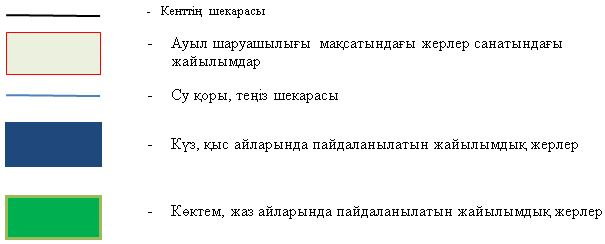 - Кенттің шекарасы
- Ауыл шаруашылығы мақсатындағы жерлер санатындағы
жайылымдар
- Су қоры, теңіз шекарасы
- Күз, қыс айларында пайдаланылатын жайылымдық жерлер
- Көктем, жаз айларында пайдаланылатын жайылымдық жерлер